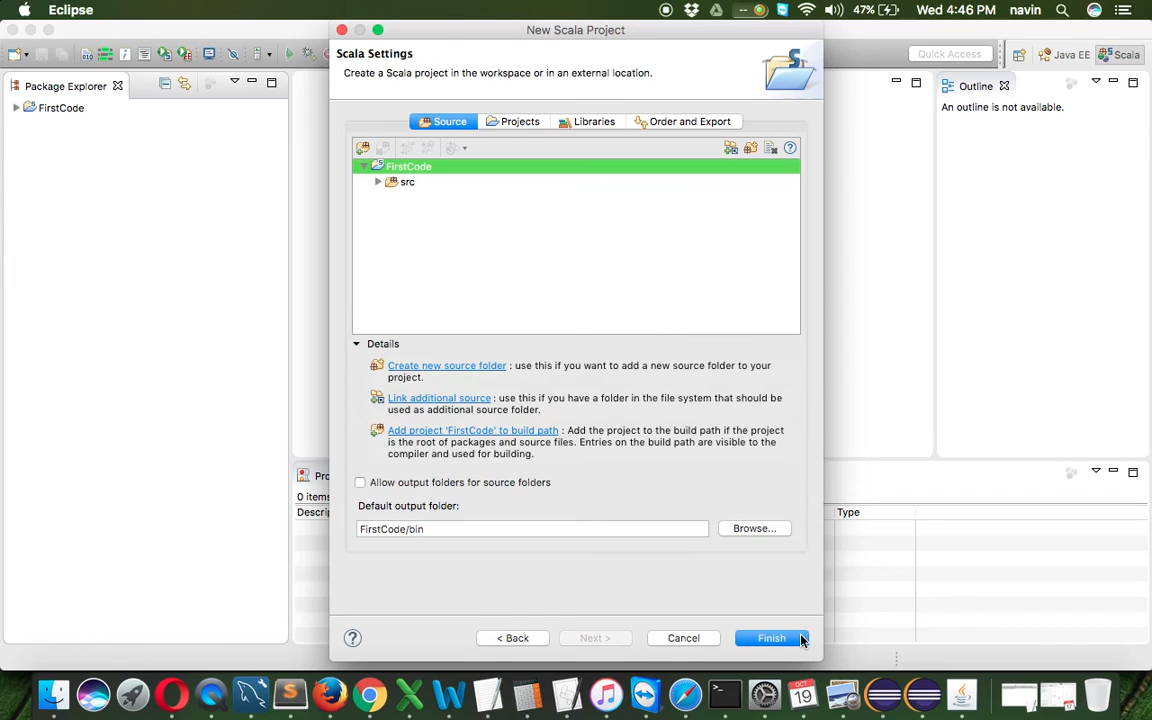 Eclipse
47%
Wed 4:46 PM
navin
New Scala Project
Scala Settings
Create a Scala project in the workspace or in an external location.
Quick Access
Java EE
Scala
Package Explorer
FirstCode
Outline
An outline is not available.
Source
Projects
Libraries
Order and Export
FirstCode
src
Details
Create new source folder : use this if you want to add a new source folder to your
project.
Link additional source : use this if you have a folder in the file system that should be
used as additional source folder.
Add project 'FirstCode' to build path : Add the project to the build path if the project
is the root of packages and source files. Entries on the build path are visible to the
compiler and used for building.
Allow output folders for source folders
Default output folder:
FirstCode/bin
Browse...
Pro
0 items
Descri
Type
< Back
Next >
Cancel
Finish
19